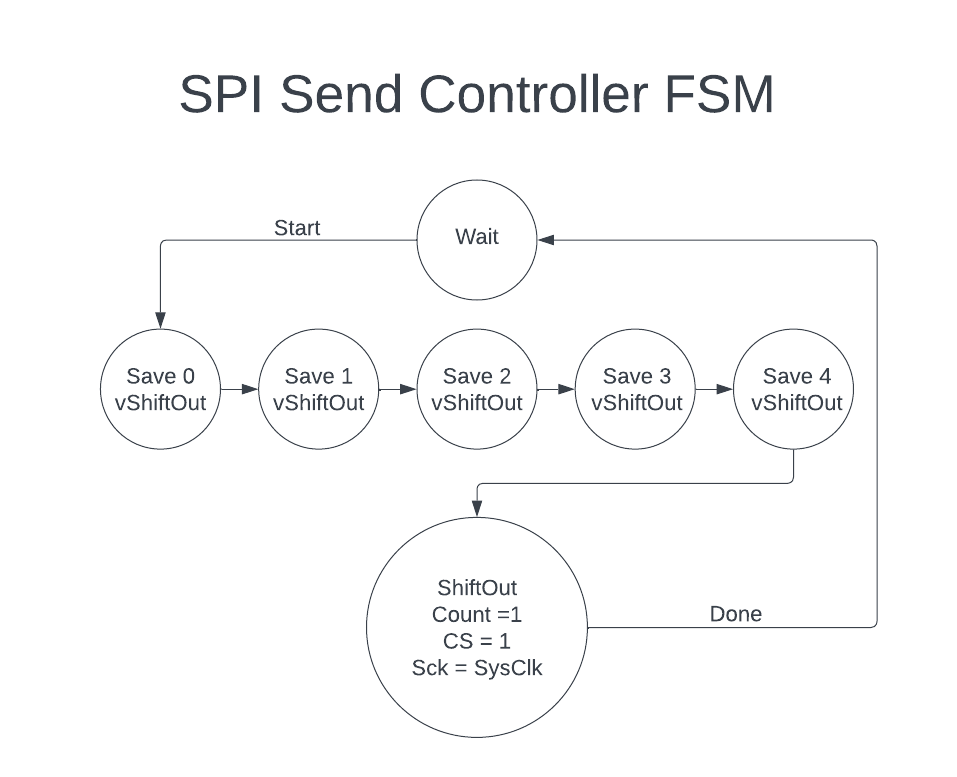 SPI Send Controller FSM
Start
Wait
Save 0
vShiftOut
Save 1
vShiftOut
Save 2
vShiftOut
Save 3
vShiftOut
Save 4
vShiftOut
ShiftOut
Count =1
CS = 1
Sck = SysClk
Done